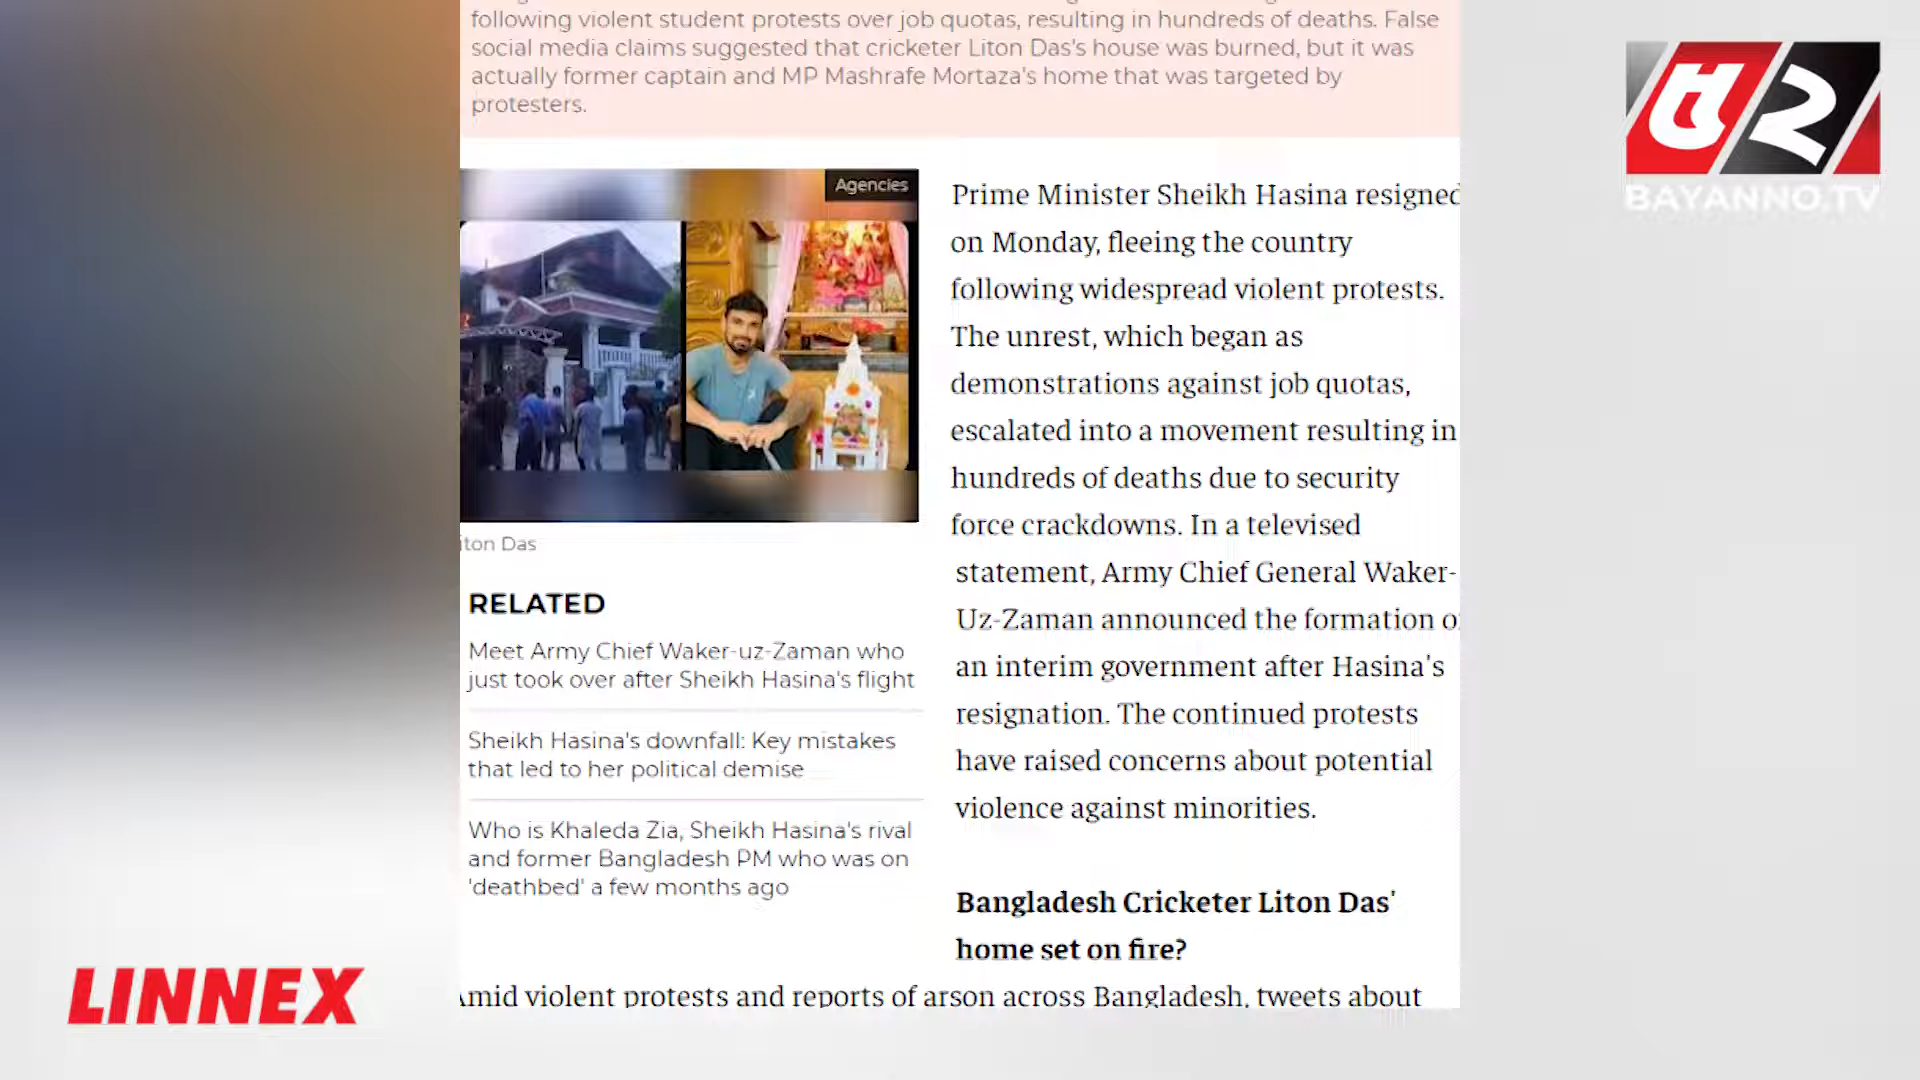 following violent student protests over job quotas, resulting in hundreds of deaths. False
social media claims suggested that cricketer Liton Das's house was burned, but it was
actually former captain and MP Mashrafe Mortaza's home that was targeted by
protesters.
Agencies
iton Das
RELATED
Meet Army Chief Waker-uz-Zaman who
just took over after Sheikh Hasina's flight
Sheikh Hasina's downfall: Key mistakes
that led to her political demise
Who is Khaleda Zia, Sheikh Hasina's rival
and former Bangladesh PM who was on
'deathbed' a few months ago
Prime Minister Sheikh Hasina resigned
on Monday, fleeing the country
following widespread violent protests.
The unrest, which began as
demonstrations against job quotas,
escalated into a movement resulting in
hundreds of deaths due to security
force crackdowns. In a televised
statement, Army Chief General Waker-
Uz-Zaman announced the formation of
an interim government after Hasina's
resignation. The continued protests
have raised concerns about potential
violence against minorities.
Bangladesh Cricketer Liton Das'
home set on fire?
Amid violent protests and reports of arson across Bangladesh, tweets about
৫২
BAYANNO.TV
LINNEX